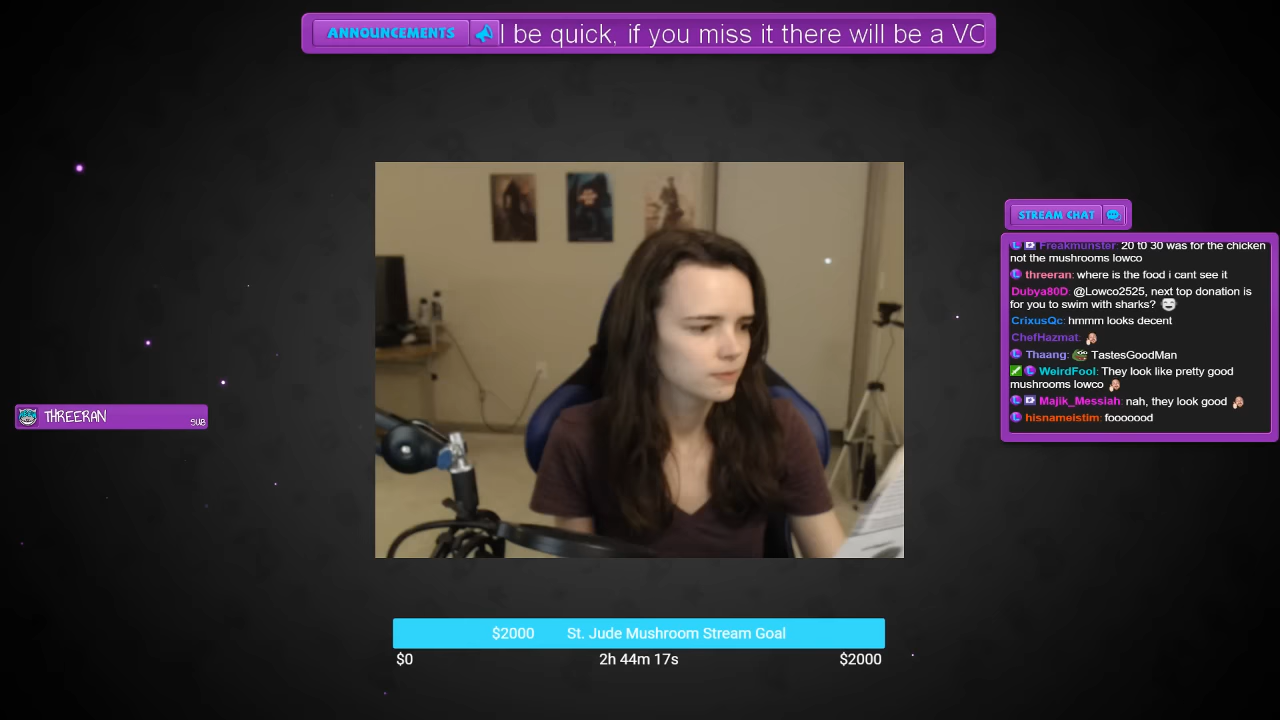 ANNOUNCEMENTS
l be quick, if you miss it there will be a VO
STREAM CHAT
Freakmunster: 20 t0 30 was for the chicken
not the mushrooms lowco
threeran: where is the food i cant see it
Dubya80D: @Lowco2525, next top donation is
for you to swim with sharks?
CrixusQc: hmmm looks decent
ChefHazmat:
Thaang: TastesGoodMan
WeirdFool: They look like pretty good
mushrooms lowco
Majik_Messiah: nah, they look good
hisnameistim: fooooood
THREERAN
SUB
$2000 St. Jude Mushroom Stream Goal
$0 2h 44m 17s $2000